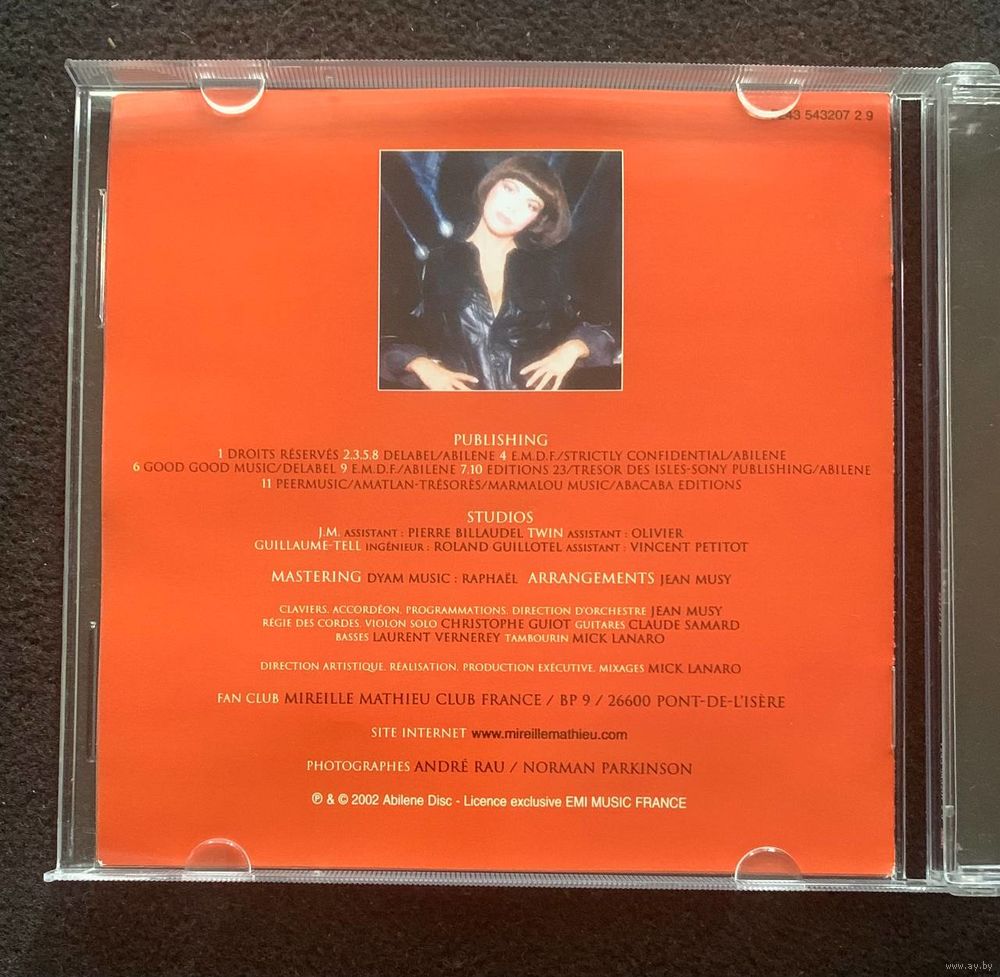 243 543207 2 9
PUBLISHING
1 DROITS RÉSERVÉS 2.3.5.8 DELABEL/ABILENE 4 E.M.D.F./STRICTLY CONFIDENTIAL/ABILENE
6 GOOD GOOD MUSIC/DELABEL 9 E.M.D.F./ABILENE 7.10 EDITIONS 23/TRESOR DES ISLES-SONY PUBLISHING/ABILENE
11 PEERMUSIC/AMATLAN-TRÉSORÈS/MARMALOU MUSIC/ABACABA EDITIONS
STUDIOS
J.M. ASSISTANT : PIERRE BILLAUDEL TWIN ASSISTANT : OLIVIER
GUILLAUME-TELL INGÉNIEUR : ROLAND GUILLOTEL ASSISTANT : VINCENT PETITOT
MASTERING DYAM MUSIC : RAPHAËL ARRANGEMENTS JEAN MUSY
CLAVIERS, ACCORDÉON, PROGRAMMATIONS, DIRECTION D'ORCHESTRE JEAN MUSY
RÉGIE DES CORDES, VIOLON SOLO CHRISTOPHE GUIOT GUITARES CLAUDE SAMARD
BASSES LAURENT VERNEREY TAMBOURIN MICK LANARO
DIRECTION ARTISTIQUE, RÉALISATION, PRODUCTION EXÉCUTIVE, MIXAGES MICK LANARO
FAN CLUB MIREILLE MATHIEU CLUB FRANCE / BP 9 / 26600 PONT-DE-L'ISÈRE
SITE INTERNET www.mireillemathieu.com
PHOTOGRAPHES ANDRÉ RAU / NORMAN PARKINSON
℗ & © 2002 Abilene Disc - Licence exclusive EMI MUSIC FRANCE
www.ay.by